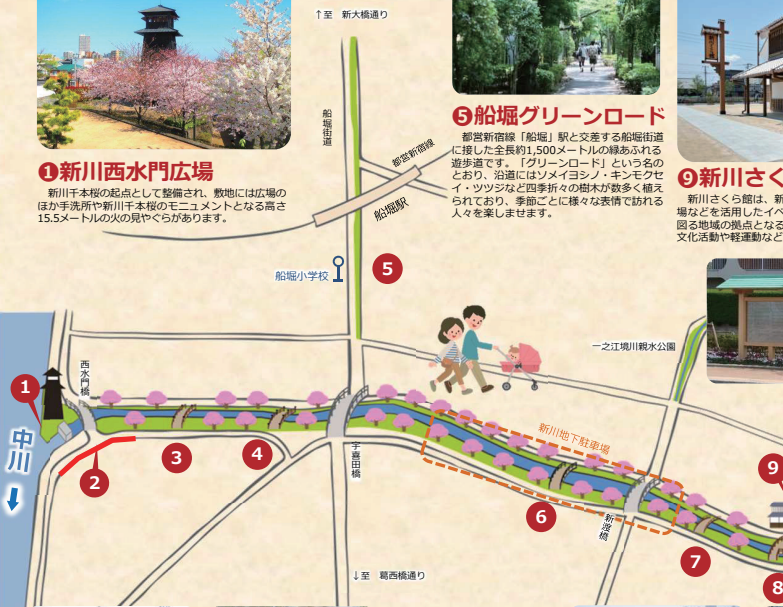 ↑至 新大橋通り
船堀街道
都営新宿線
船堀駅
❶新川西水門広場
新川千本桜の起点として整備され、敷地には広場の
ほか手洗所や新川千本桜のモニュメントとなる高さ
15.5メートルの火の見やぐらがあります。
❺船堀グリーンロード
都営新宿線「船堀」駅と交差する船堀街道
に接した全長約1,500メートルの緑あふれる
遊歩道です。「グリーンロード」という名の
とおり、沿道にはソメイヨシノ・キンモクセ
イ・ツツジなど四季折々の樹木が数多く植え
られており、季節ごとに様々な表情で訪れる
人々を楽しませます。
❾新川さく
新川さくら館は、新
場などを活用したイベ
図る地域の拠点となる
文化活動や軽運動など
船堀小学校
5
一之江境川親水公園
西水門橋
1
中川
↓
2
3
4
宇喜田橋
新川地下駐車場
6
新渡橋
7
8
9
↓至 葛西橋通り